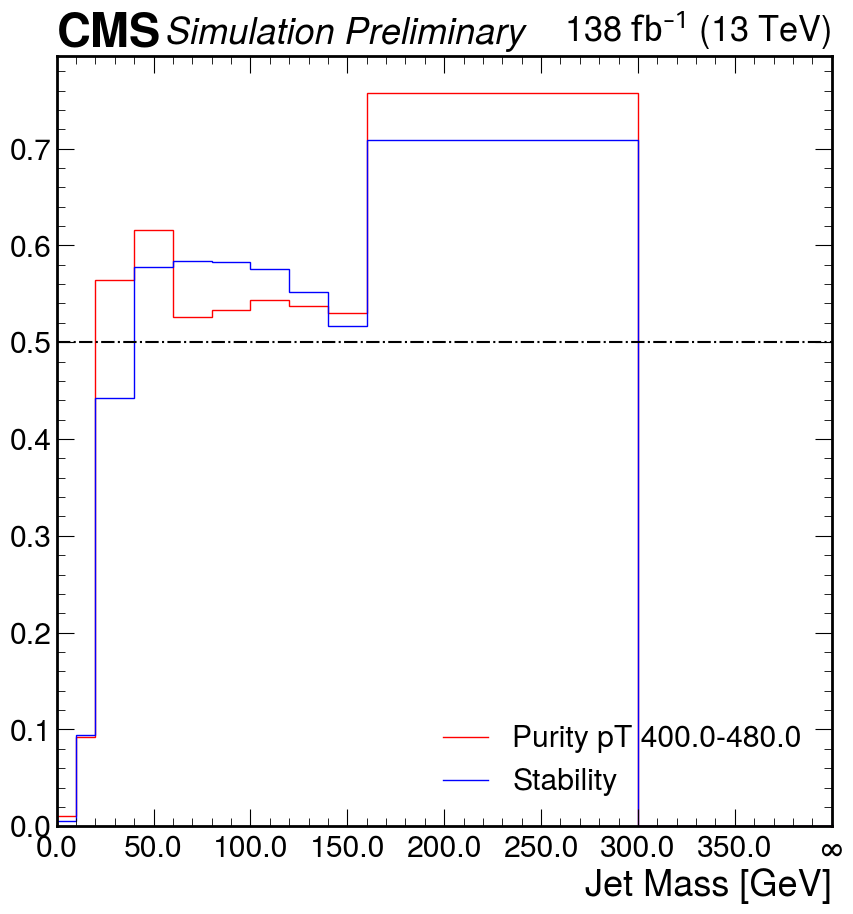 CMS Simulation Preliminary 138 fb⁻¹ (13 TeV)
0.7
0.6
0.5
0.4
0.3
0.2
0.1
0.0
Purity pT 400.0-480.0
Stability
0.0 50.0 100.0 150.0 200.0 250.0 300.0 350.0 ∞
Jet Mass [GeV]